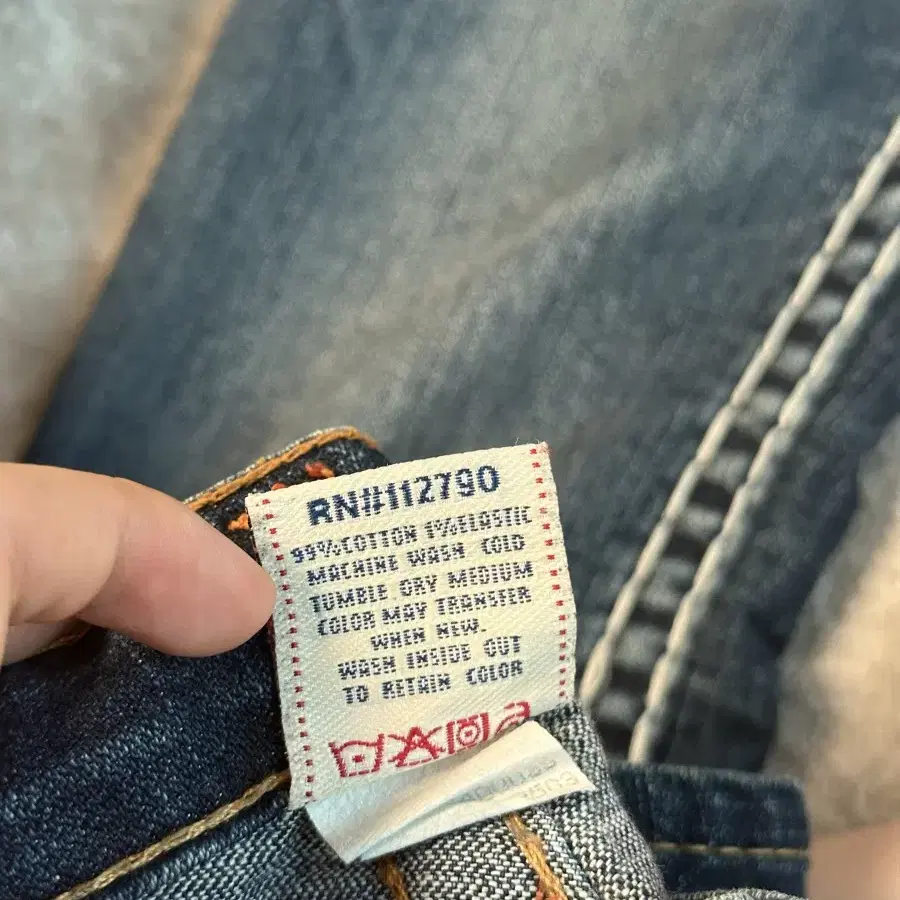 RN#112790
99%COTTON 1%ELASTIC
MACHINE WASH COLD
TUMBLE DRY MEDIUM
COLOR MAY TRANSFER
WHEN NEW.
WASH INSIDE OUT
TO RETAIN COLOR